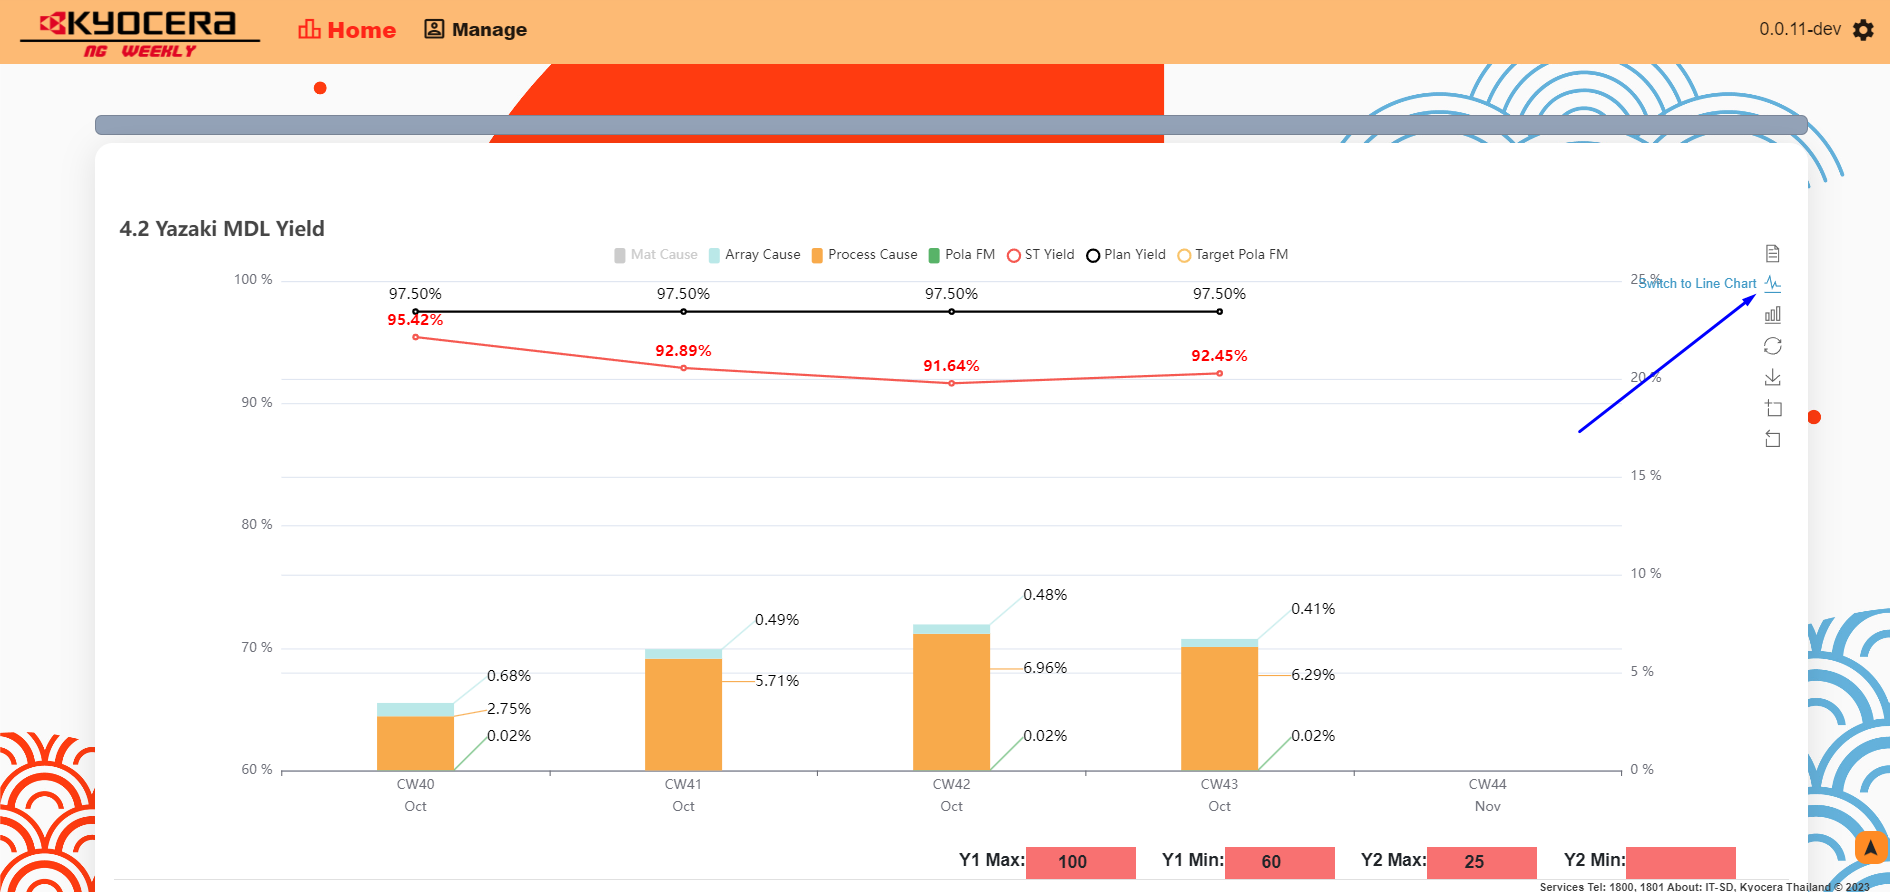 KYOCERA
NG WEEKLY
Home
Manage
0.0.11-dev
4.2 Yazaki MDL Yield
Mat Cause Array Cause Process Cause Pola FM ST Yield Plan Yield Target Pola FM
100 %
25 %
Switch to Line Chart
97.50% 97.50% 97.50% 97.50%
95.42%
92.89%
91.64%
92.45%
20 %
90 %
15 %
80 %
10 %
0.48%
0.41%
0.49%
70 %
6.96%
5 %
0.68%
5.71%
6.29%
2.75%
0.02% 0.02% 0.02%
60 %
0 %
CW40 CW41 CW42 CW43 CW44
Oct Oct Oct Oct Nov
Y1 Max: 100 Y1 Min: 60 Y2 Max: 25 Y2 Min:
Services Tel: 1800, 1801 About: IT-SD, Kyocera Thailand © 2023